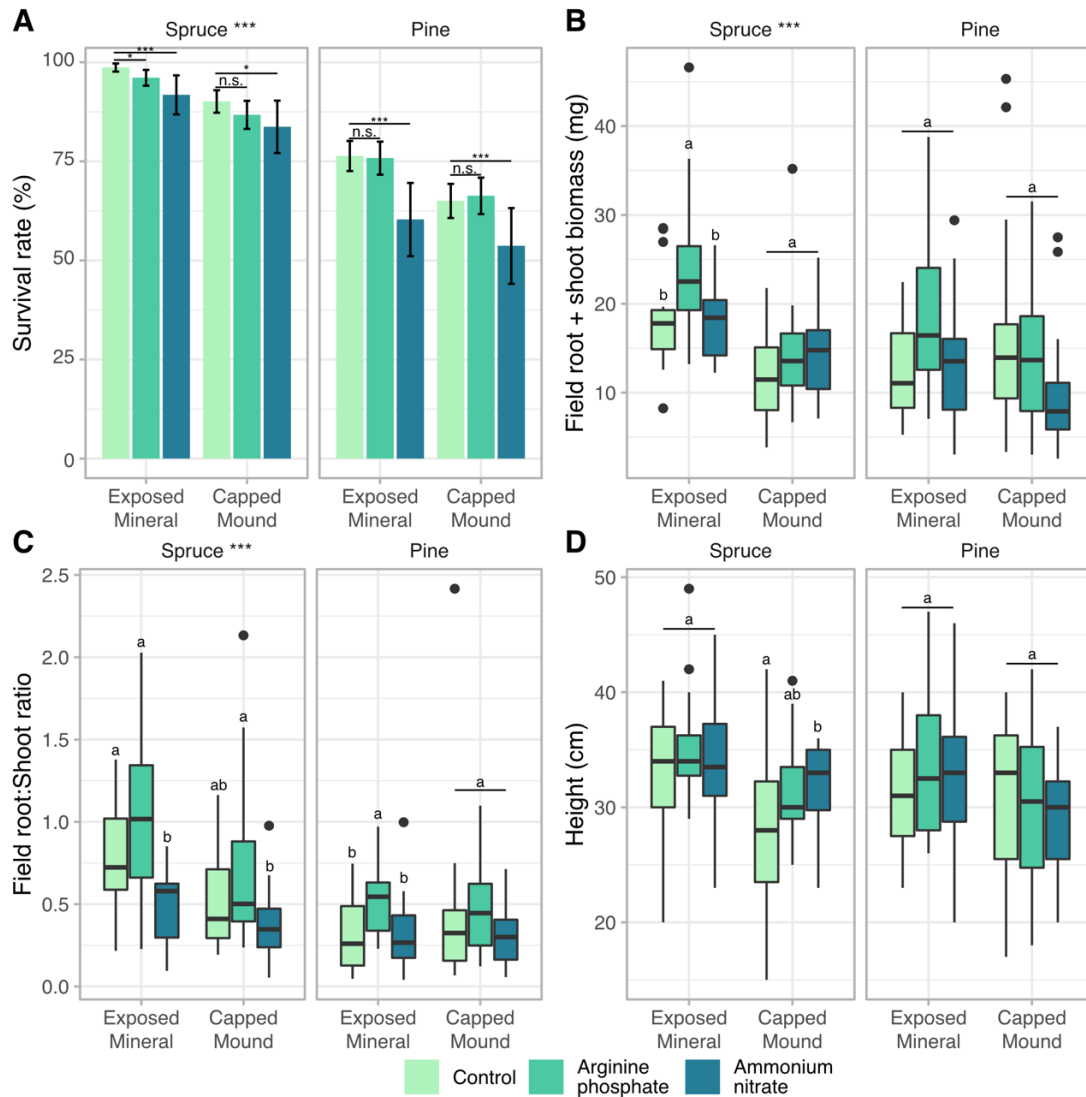 A
Spruce ***
Pine
Survival rate (%)
100
75
50
25
0
***
*
*
n.s.
***
n.s.
***
n.s.
Exposed
Mineral
Capped
Mound
Exposed
Mineral
Capped
Mound
B
Spruce ***
Pine
Field root + shoot biomass (mg)
40
30
20
10
b
a
b
a
a
a
Exposed
Mineral
Capped
Mound
Exposed
Mineral
Capped
Mound
C
Spruce ***
Pine
Field root:Shoot ratio
2.5
2.0
1.5
1.0
0.5
0.0
a
a
b
ab
a
b
b
a
b
a
Exposed
Mineral
Capped
Mound
Exposed
Mineral
Capped
Mound
D
Spruce
Pine
Height (cm)
50
40
30
20
a
a
ab
b
a
a
Exposed
Mineral
Capped
Mound
Exposed
Mineral
Capped
Mound
Control
Arginine
phosphate
Ammonium
nitrate